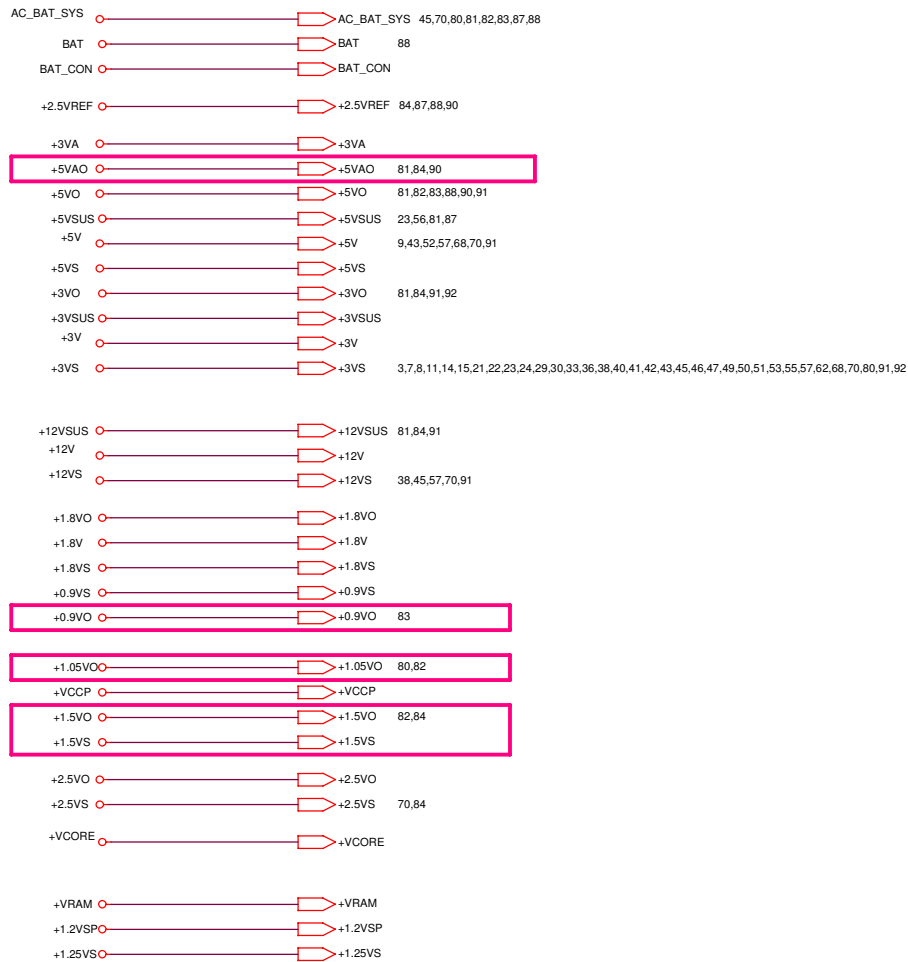 AC_BAT_SYS AC_BAT_SYS 45,70,80,81,82,83,87,88
BAT BAT 88
BAT_CON BAT_CON
+2.5VREF +2.5VREF 84,87,88,90
+3VA +3VA
+5VAO +5VAO 81,84,90
+5VO +5VO 81,82,83,88,90,91
+5VSUS +5VSUS 23,56,81,87
+5V +5V 9,43,52,57,68,70,91
+5VS +5VS
+3VO +3VO 81,84,91,92
+3VSUS +3VSUS
+3V +3V
+3VS +3VS 3,7,8,11,14,15,21,22,23,24,29,30,33,36,38,40,41,42,43,45,46,47,49,50,51,53,55,57,62,68,70,80,91,92
+12VSUS +12VSUS 81,84,91
+12V +12V
+12VS +12VS 38,45,57,70,91
+1.8VO +1.8VO
+1.8V +1.8V
+1.8VS +1.8VS
+0.9VS +0.9VS
+0.9VO +0.9VO 83
+1.05VO +1.05VO 80,82
+VCCP +VCCP
+1.5VO +1.5VO 82,84
+1.5VS +1.5VS
+2.5VO +2.5VO
+2.5VS +2.5VS 70,84
+VCORE +VCORE
+VRAM +VRAM
+1.2VSP +1.2VSP
+1.25VS +1.25VS